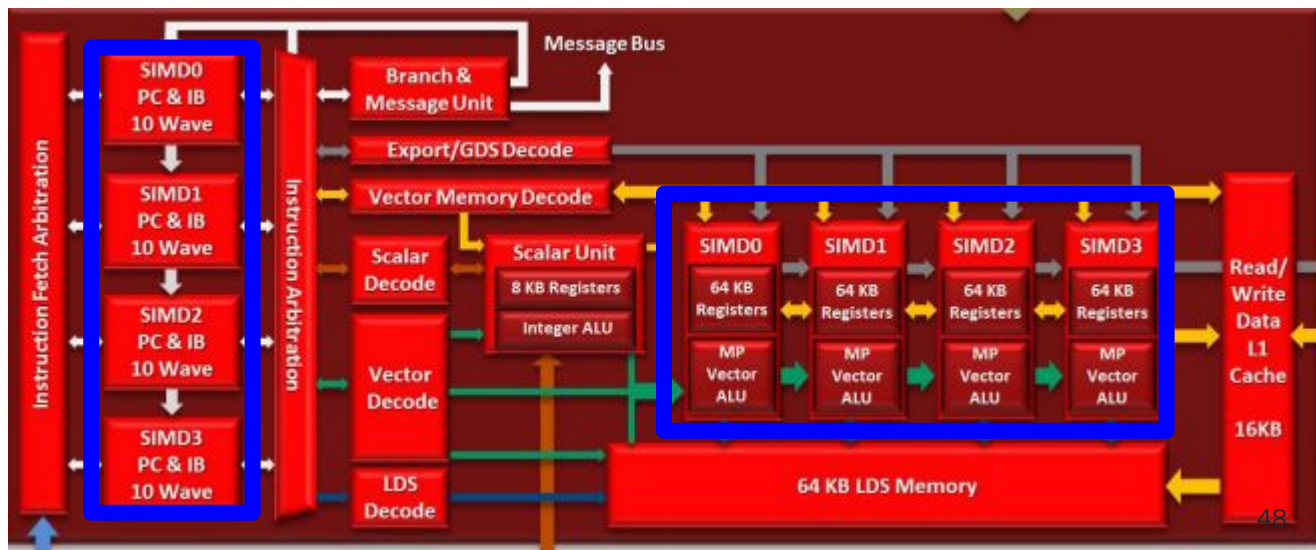 Instruction Fetch Arbitration
SIMD0
PC & IB
10 Wave
SIMD1
PC & IB
10 Wave
SIMD2
PC & IB
10 Wave
SIMD3
PC & IB
10 Wave
Instruction Arbitration
Branch &
Message Unit
Message Bus
Export/GDS Decode
Vector Memory Decode
Scalar
Decode
Scalar Unit
8 KB Registers
Integer ALU
Vector
Decode
LDS
Decode
SIMD0
64 KB
Registers
MP
Vector
ALU
SIMD1
64 KB
Registers
MP
Vector
ALU
SIMD2
64 KB
Registers
MP
Vector
ALU
SIMD3
64 KB
Registers
MP
Vector
ALU
64 KB LDS Memory
Read/
Write
Data
L1
Cache
16KB
48